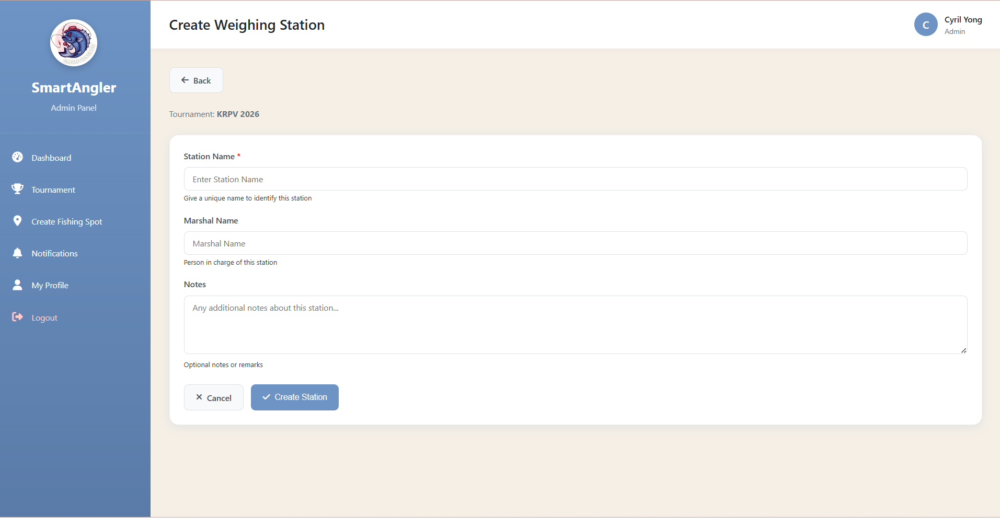 SMARTANGLER
SmartAngler
Admin Panel
Dashboard
Tournament
Create Fishing Spot
Notifications
My Profile
Logout
Create Weighing Station
C
Cyril Yong
Admin
Back
Tournament: KRPV 2026
Station Name *
Enter Station Name
Give a unique name to identify this station
Marshal Name
Marshal Name
Person in charge of this station
Notes
Any additional notes about this station...
Optional notes or remarks
Cancel
Create Station